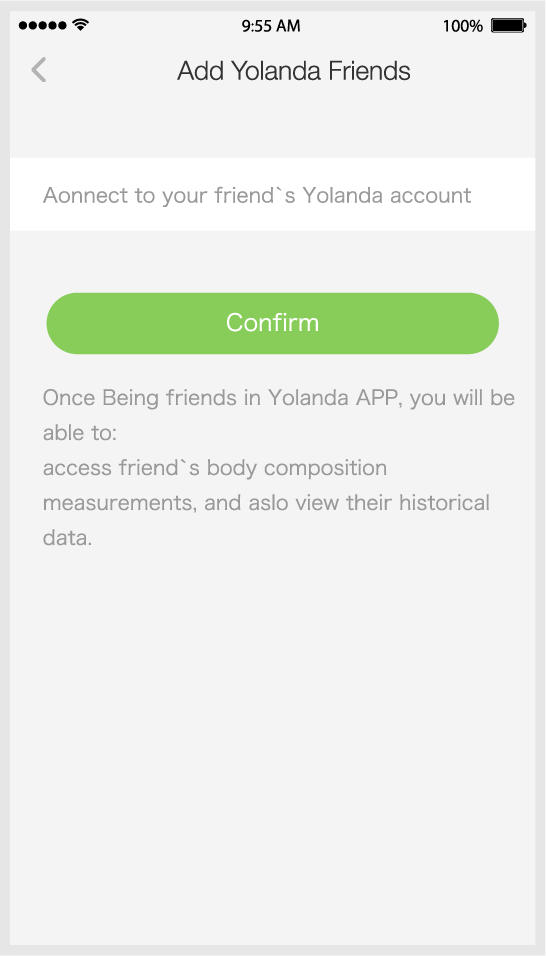 9:55 AM 100%
Add Yolanda Friends
Aonnect to your friend`s Yolanda account
Confirm
Once Being friends in Yolanda APP, you will be
able to:
access friend`s body composition
measurements, and aslo view their historical
data.